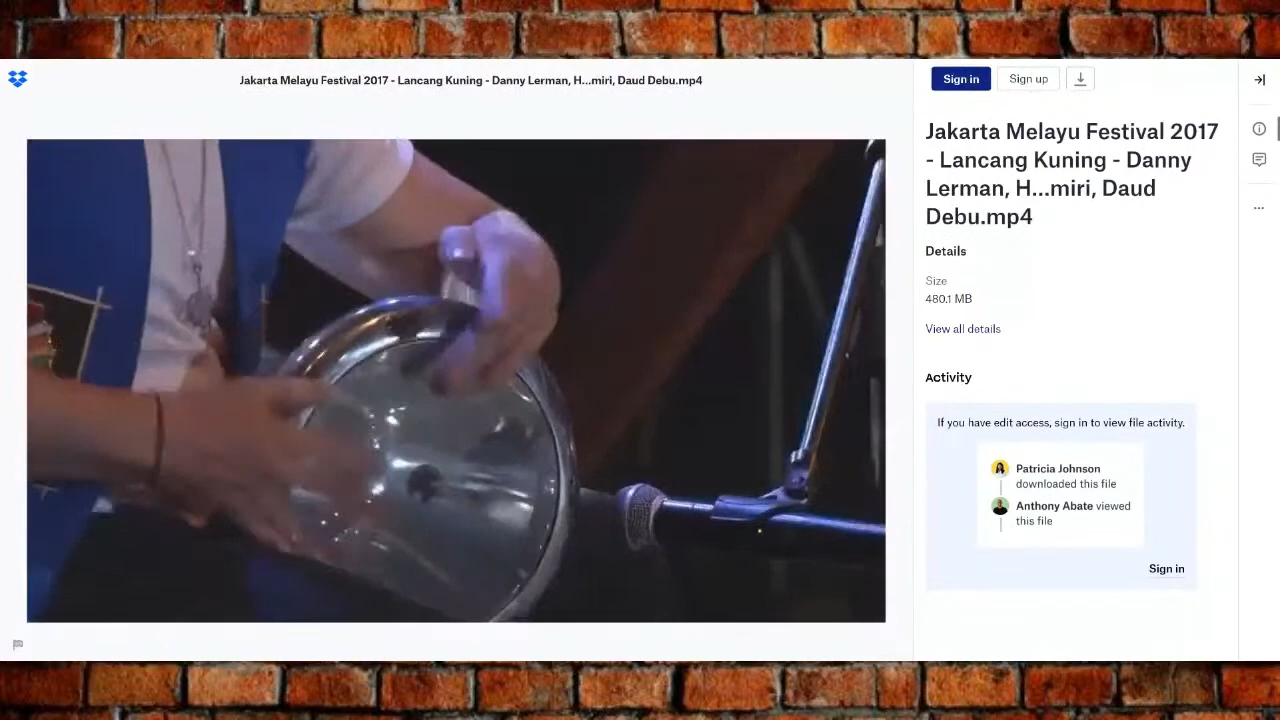 Jakarta Melayu Festival 2017 - Lancang Kuning - Danny Lerman, H...miri, Daud Debu.mp4
Sign in
Sign up
Jakarta Melayu Festival 2017
- Lancang Kuning - Danny
Lerman, H...miri, Daud
Debu.mp4
Details
Size
480.1 MB
View all details
Activity
If you have edit access, sign in to view file activity.
Patricia Johnson
downloaded this file
Anthony Abate viewed
this file
Sign in